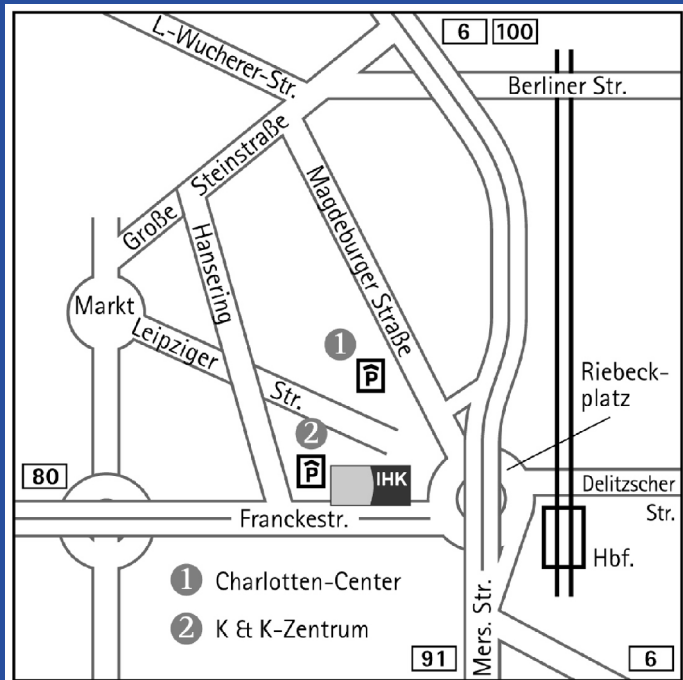 L.-Wucherer-Str.
6 100
Berliner Str.
Große Steinstraße
Magdeburger Straße
Hansering
Markt
Leipziger Str.
1
P
Riebeck-
platz
2
P
IHK
80
Delitzscher
Str.
Franckestr.
Hbf.
1 Charlotten-Center
2 K & K-Zentrum
Mers. Str.
91
6